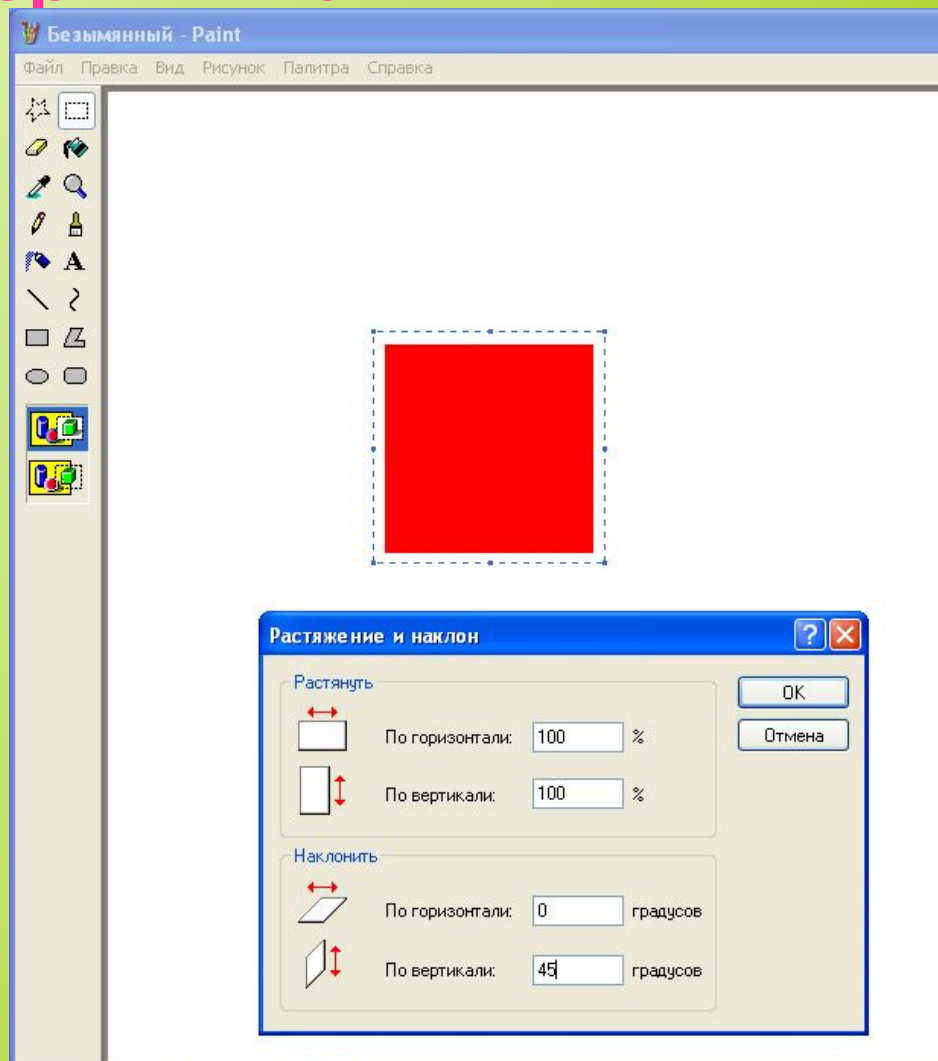 Безымянный - Paint
Файл Правка Вид Рисунок Палитра Справка
A
Растяжение и наклон
Растянуть
По горизонтали: 100 %
По вертикали: 100 %
OK
Отмена
Наклонить
По горизонтали: 0 градусов
По вертикали: 45 градусов